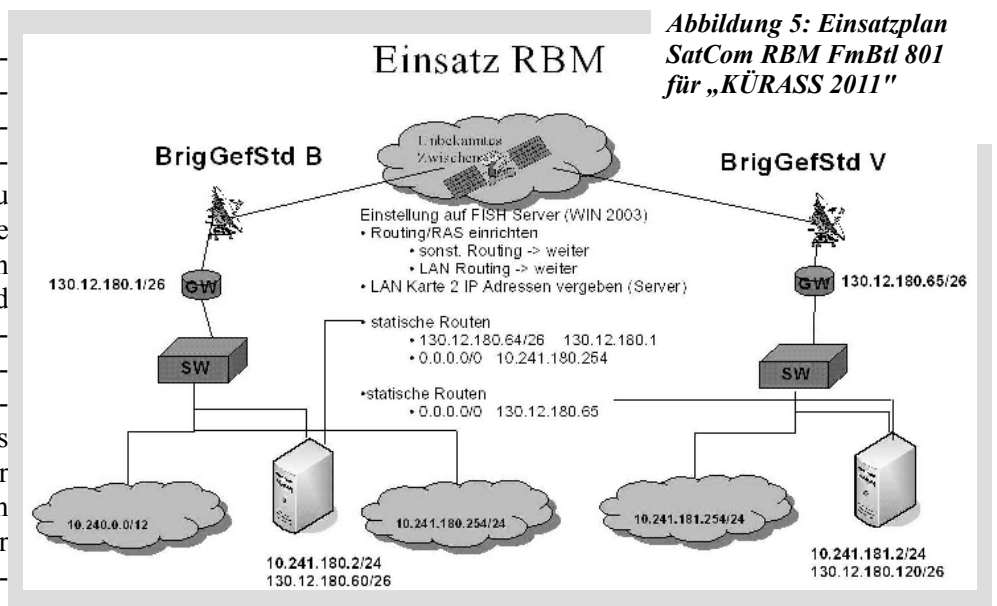 Abbildung 5: Einsatzplan
SatCom RBM FmBtl 801
für „KÜRASS 2011"
Einsatz RBM
Unbekanntes
Zwischen
BrigGefStd B
BrigGefStd V
Einstellung auf FISH Server (WIN 2003)
• Routing/RAS einrichten
• sonst. Routing -> weiter
• LAN Routing -> weiter
• LAN Karte 2 IP Adressen vergeben (Server)
130.12.180.1/26
GW
GW
130.12.180.65/26
• statische Routen
• 130.12.180.64/26 130.12.180.1
• 0.0.0.0/0 10.241.180.254
SW
SW
•statische Routen
• 0.0.0.0/0 130.12.180.65
10.240.0.0/12
10.241.180.254/24
10.241.181.254/24
10.241.180.2/24
130.12.180.60/26
10.241.181.2/24
130.12.180.120/26